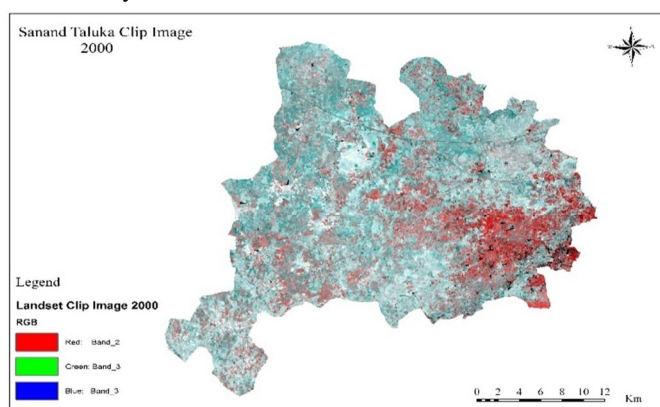 Sanand Taluka Clip Image
2000
Legend
Landset Clip Image 2000
RGB
Red: Band_2
Green: Band_3
Blue: Band_3
0 2 4 6 8 10 12
Km